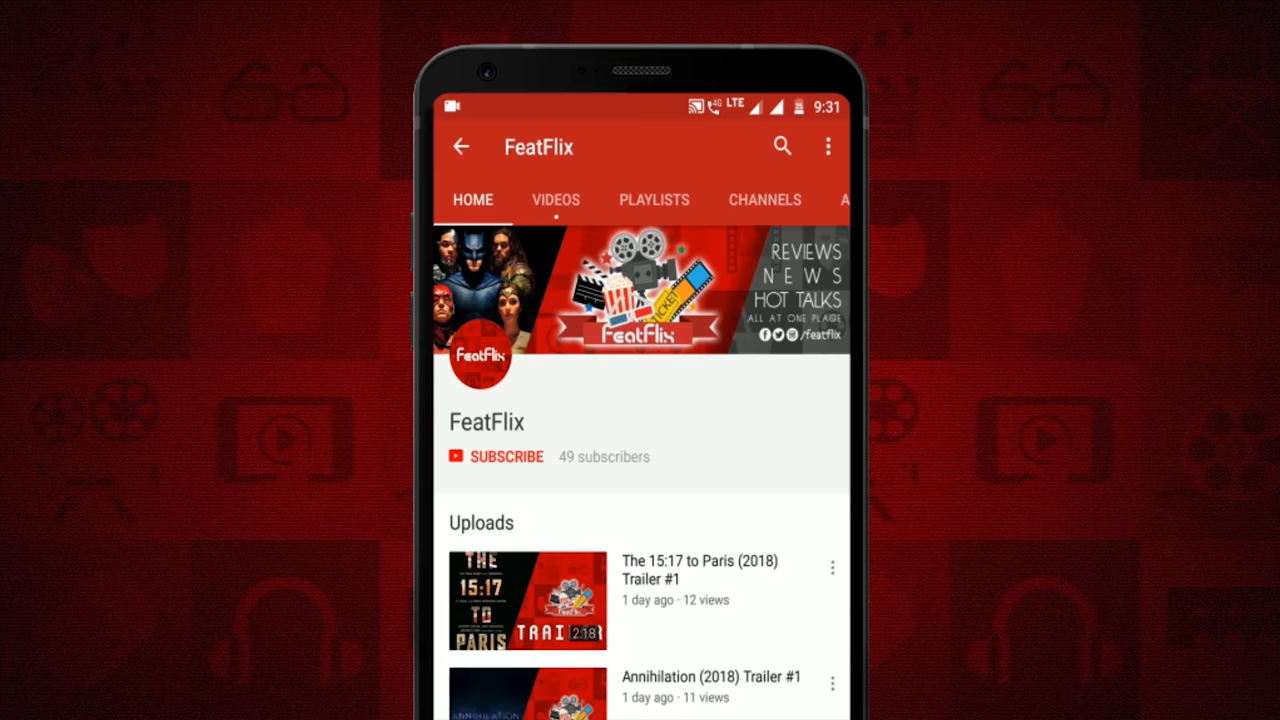 4G LTE 9:31
FeatFlix
HOME VIDEOS PLAYLISTS CHANNELS A
REVIEWS
NEWS
HOT TALKS
ALL AT ONE PLACE
/featflix
FeatFlix
FeatFlix
FeatFlix
SUBSCRIBE 49 subscribers
Uploads
THE
15:17
TO
PARIS
TRAI
2:18
The 15:17 to Paris (2018)
Trailer #1
1 day ago · 12 views
ANNIHILATION
Annihilation (2018) Trailer #1
1 day ago · 11 views
TICKET